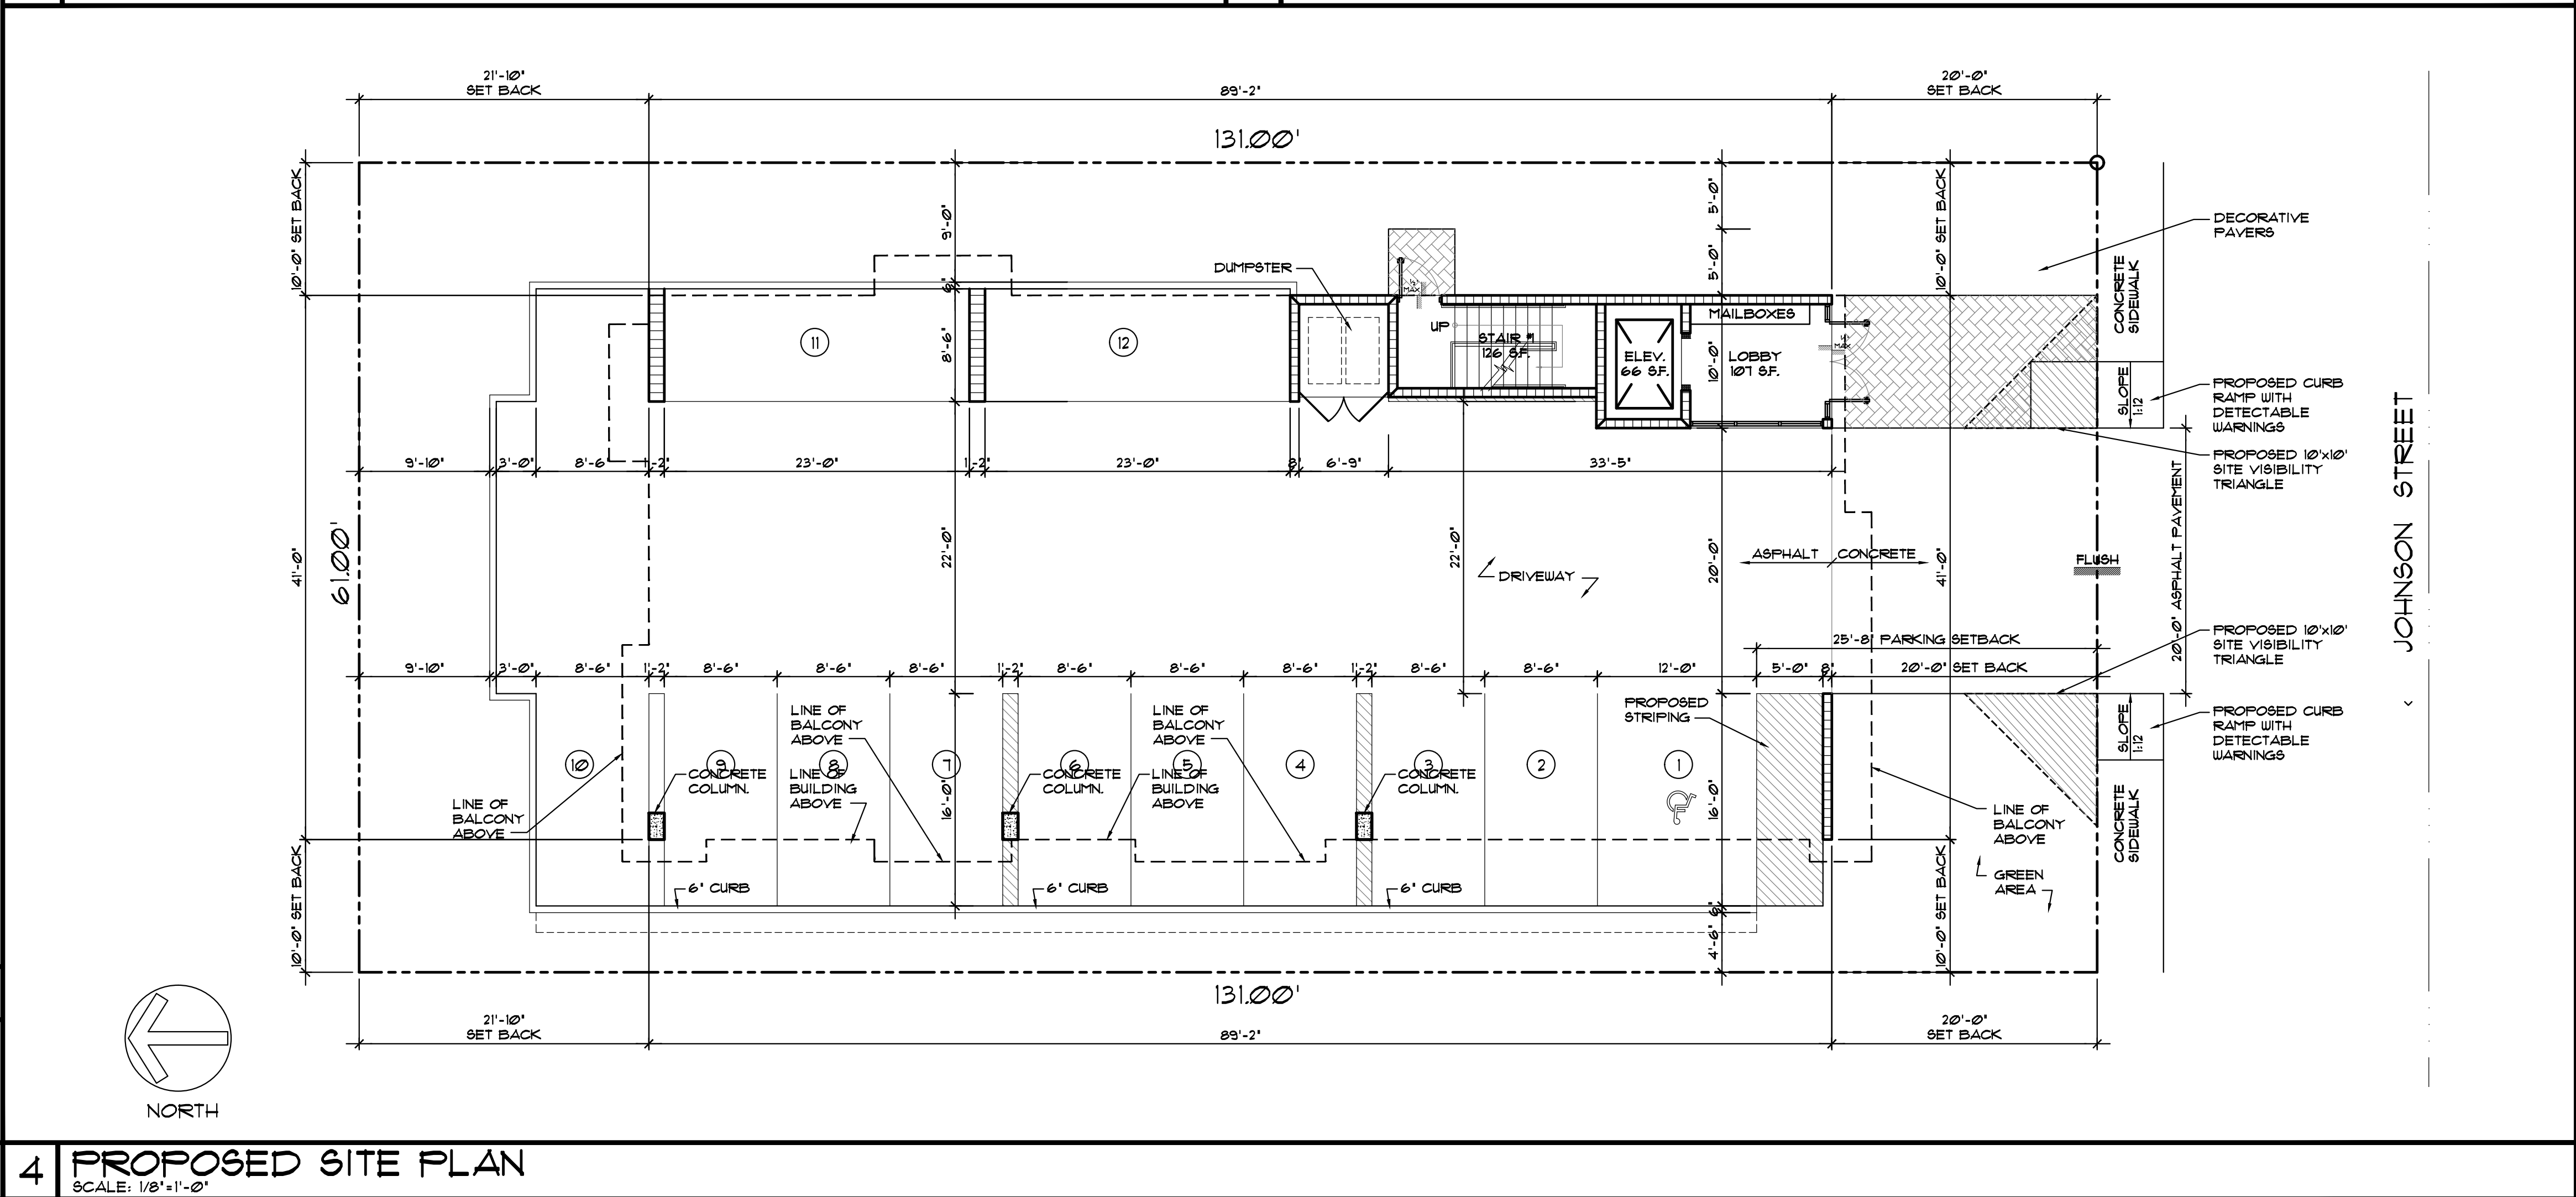 21'-10"
SET BACK
89'-2"
20'-0"
SET BACK
131.00'
10'-0" SET BACK
9'-0"
5'-0"
10'-0" SET BACK
DECORATIVE
PAVERS
DUMPSTER
6"
5'-0"
CONCRETE
SIDEWALK
MAX
UP
MAILBOXES
11
12
8'-6"
STAIR #1
126 S.F.
ELEV.
66 S.F.
10'-0"
LOBBY
107 S.F.
MAX
SLOPE
1:12
PROPOSED CURB
RAMP WITH
DETECTABLE
WARNINGS
9'-10"
3'-0"
8'-6"
1'-2"
23'-0"
1'-2"
23'-0"
8"
6'-9"
33'-5"
PROPOSED 10'x10'
SITE VISIBILITY
TRIANGLE
JOHNSON STREET
41'-0"
61.00'
22'-0"
22'-0"
DRIVEWAY
20'-0"
ASPHALT
CONCRETE
41'-0"
FLUSH
20'-0" ASPHALT PAVEMENT
25'-8" PARKING SETBACK
PROPOSED 10'x10'
SITE VISIBILITY
TRIANGLE
9'-10"
3'-0"
8'-6"
1'-2"
8'-6"
8'-6"
8'-6"
1'-2"
8'-6"
8'-6"
8'-6"
1'-2"
8'-6"
8'-6"
12'-0"
5'-0"
8"
20'-0" SET BACK
LINE OF
BALCONY
ABOVE
LINE OF
BALCONY
ABOVE
PROPOSED
STRIPING
SLOPE
1:12
PROPOSED CURB
RAMP WITH
DETECTABLE
WARNINGS
10
9
8
7
6
5
4
3
2
1
CONCRETE
COLUMN.
LINE OF
BUILDING
ABOVE
16'-0"
CONCRETE
COLUMN.
LINE OF
BUILDING
ABOVE
CONCRETE
COLUMN.
16'-0"
LINE OF
BALCONY
ABOVE
LINE OF
BALCONY
ABOVE
CONCRETE
SIDEWALK
10'-0" SET BACK
6" CURB
6" CURB
6" CURB
6"
4'-6"
10'-0" SET BACK
GREEN
AREA
131.00'
21'-10"
SET BACK
89'-2"
20'-0"
SET BACK
NORTH
4
PROPOSED SITE PLAN
SCALE: 1/8"=1'-0"